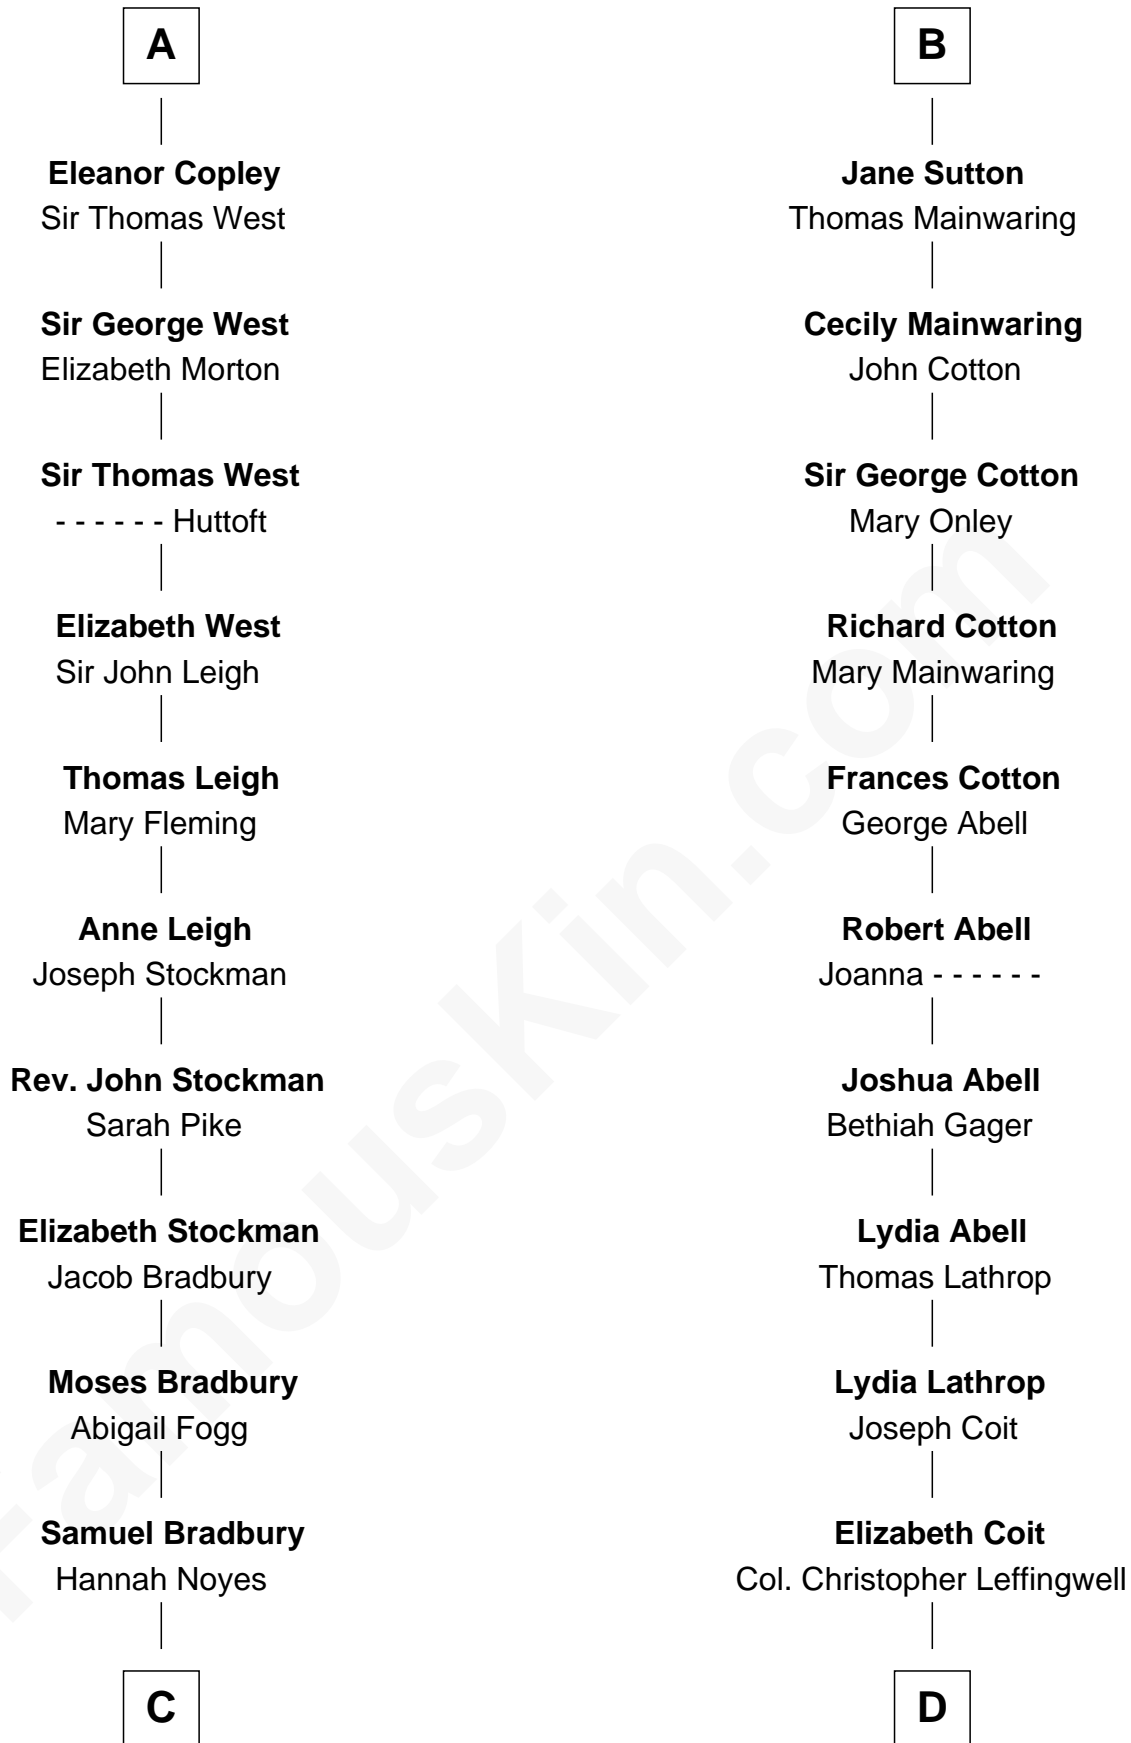 A
Eleanor Copley
Sir Thomas West
Sir George West
Elizabeth Morton
Sir Thomas West
- - - - - - Huttoft
Elizabeth West
Sir John Leigh
Thomas Leigh
Mary Fleming
Anne Leigh
Joseph Stockman
Rev. John Stockman
Sarah Pike
Elizabeth Stockman
Jacob Bradbury
Moses Bradbury
Abigail Fogg
Samuel Bradbury
Hannah Noyes
C
B
Jane Sutton
Thomas Mainwaring
Cecily Mainwaring
John Cotton
Sir George Cotton
Mary Onley
Richard Cotton
Mary Mainwaring
Frances Cotton
George Abell
Robert Abell
Joanna - - - - - -
Joshua Abell
Bethiah Gager
Lydia Abell
Thomas Lathrop
Lydia Lathrop
Joseph Coit
Elizabeth Coit
Col. Christopher Leffingwell
D
FamousKin.com